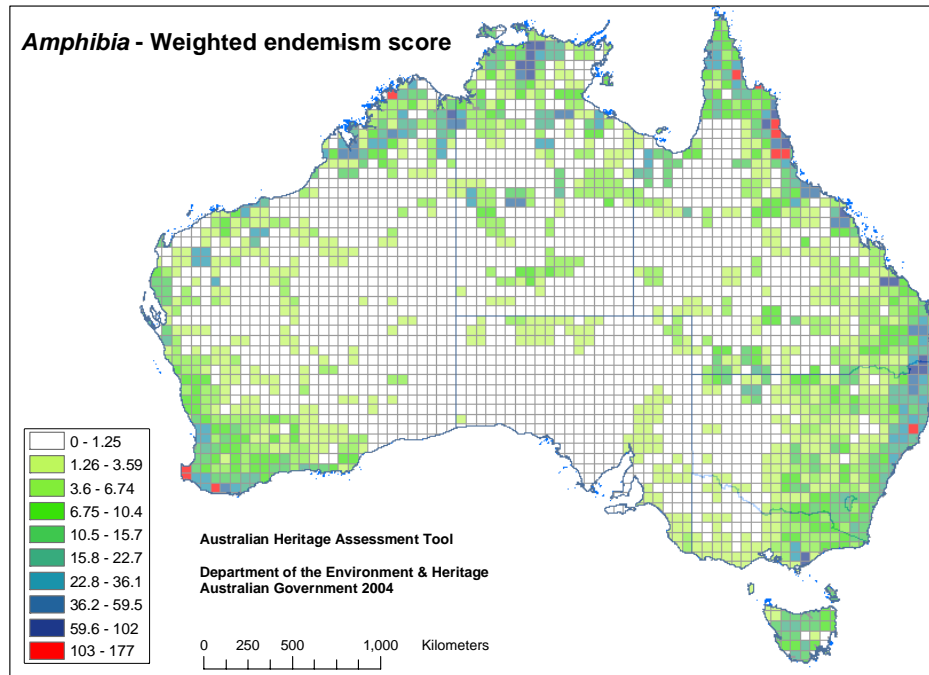 Amphibia - Weighted endemism score
0 - 1.25
1.26 - 3.59
3.6 - 6.74
6.75 - 10.4
10.5 - 15.7
15.8 - 22.7
22.8 - 36.1
36.2 - 59.5
59.6 - 102
103 - 177
Australian Heritage Assessment Tool
Department of the Environment & Heritage
Australian Government 2004
0 250 500 1,000 Kilometers